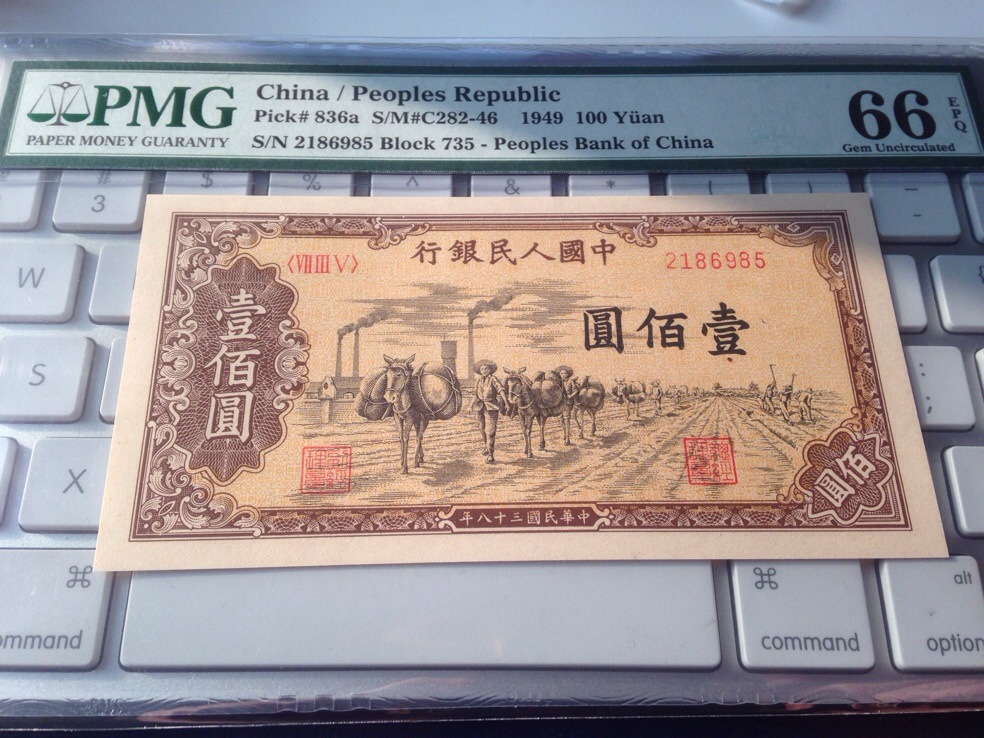 PMG
PAPER MONEY GUARANTY
China / Peoples Republic
Pick# 836a S/M#C282-46 1949 100 Yüan
S/N 2186985 Block 735 - Peoples Bank of China
66
EPQ
Gem Uncirculated
# $ % ^ & * ( ) –
3
W
S
X
⌘
command
行銀民人國中
〈VII III V〉
2186985
圓佰壹
壹佰圓
圓佰
年八十三國民華中
{
: ;
⌘
command
alt
option